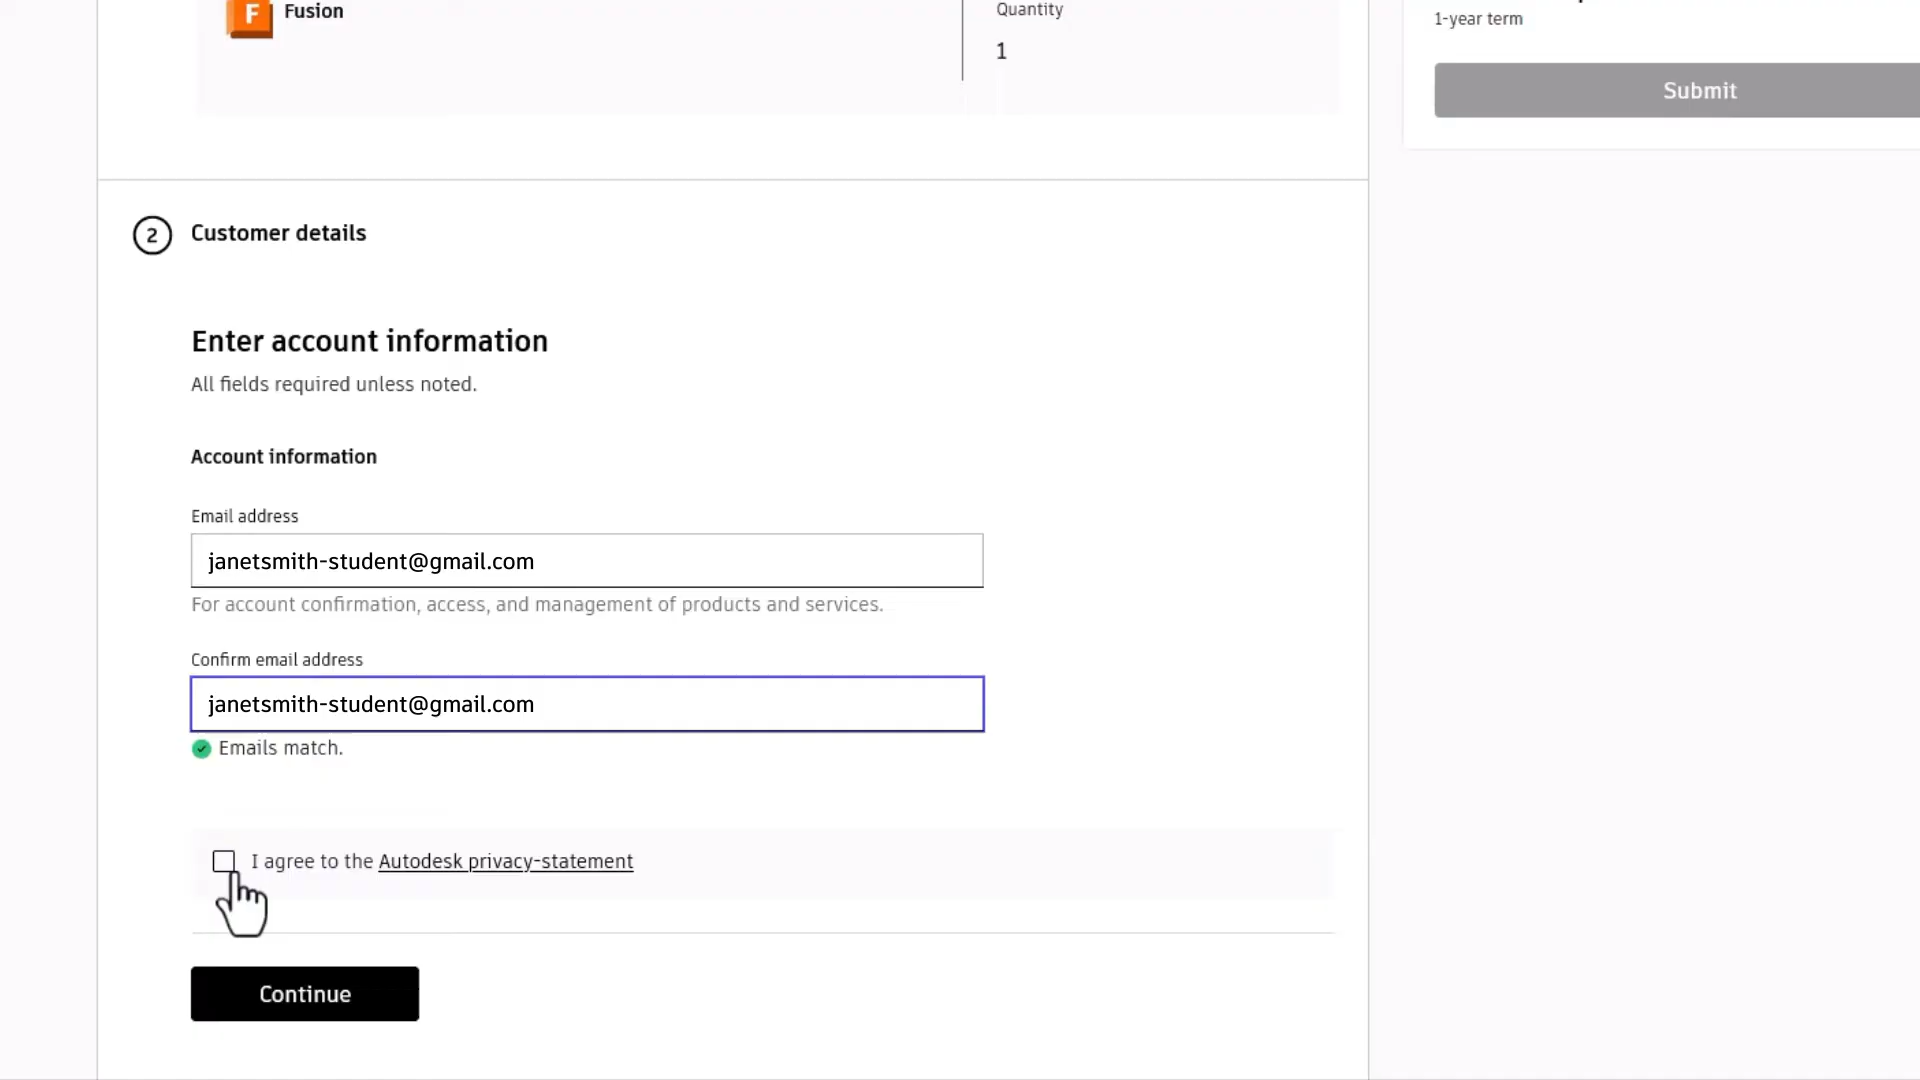 F Fusion
Quantity
1
1-year term
Submit
2 Customer details
Enter account information
All fields required unless noted.
Account information
Email address
janetsmith-student@gmail.com
For account confirmation, access, and management of products and services.
Confirm email address
janetsmith-student@gmail.com
Emails match.
I agree to the Autodesk privacy-statement
Continue